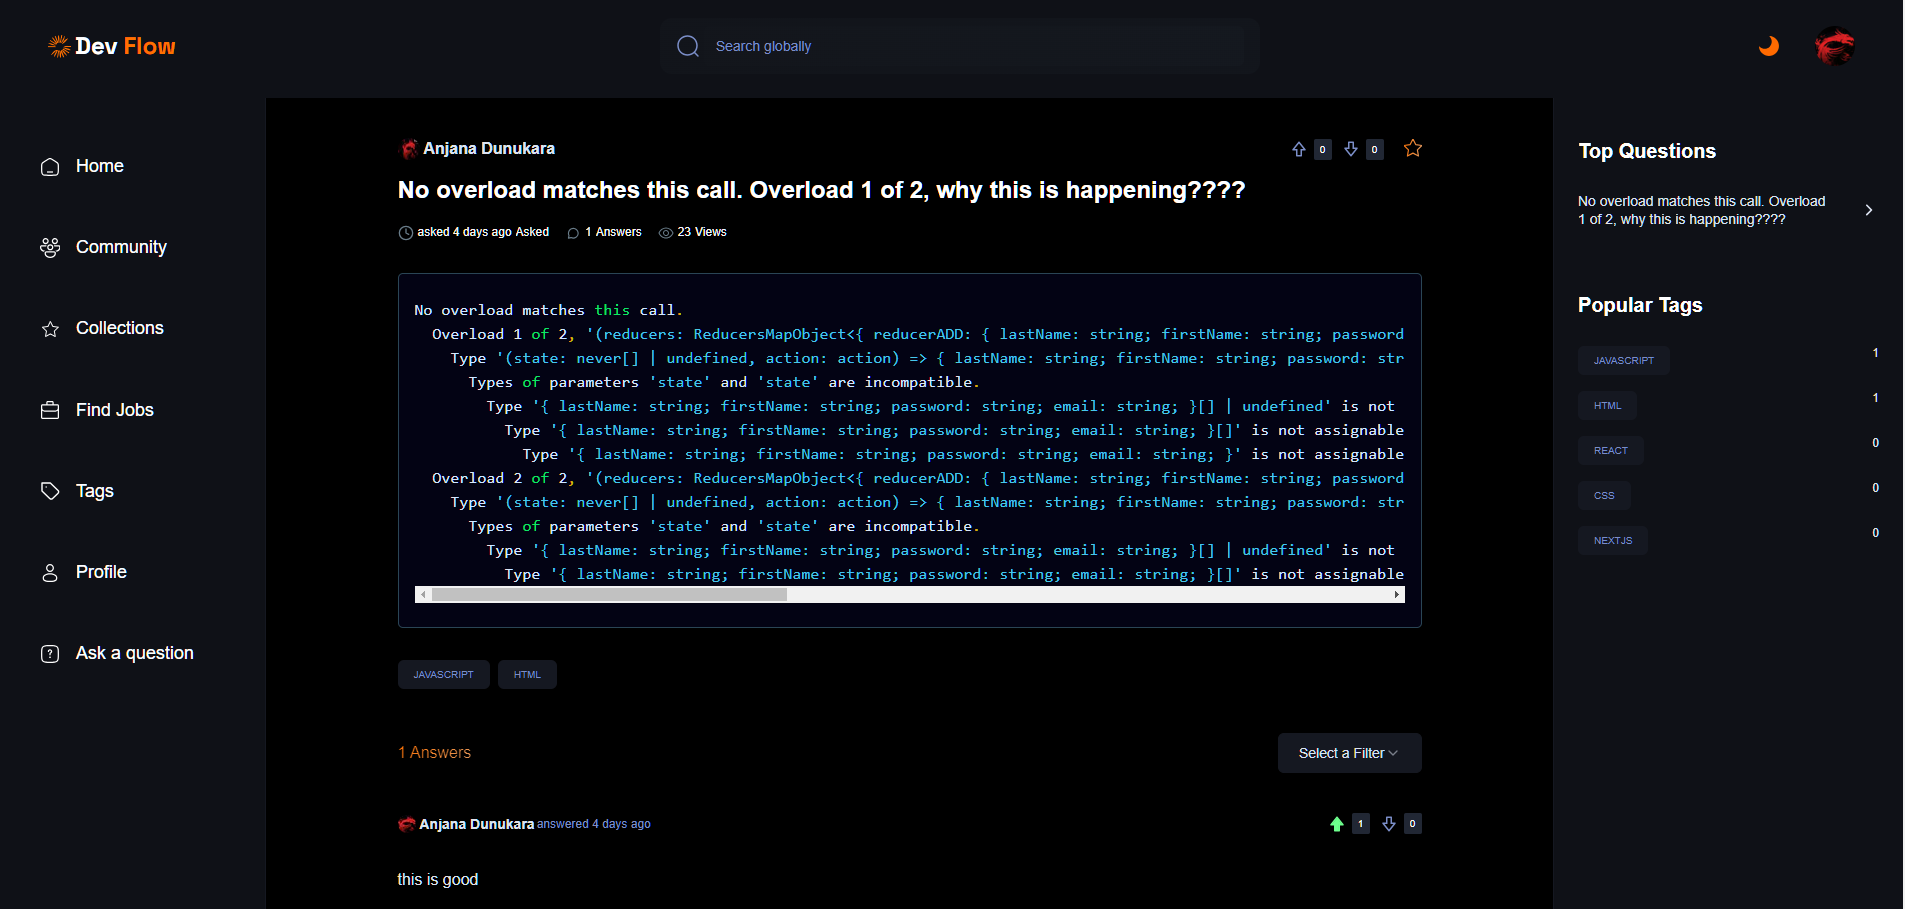 Dev Flow
Search globally
Home
Community
Collections
Find Jobs
Tags
Profile
Ask a question
Anjana Dunukara
0
0
No overload matches this call. Overload 1 of 2, why this is happening????
asked 4 days ago Asked
1 Answers
23 Views
No overload matches this call.
Overload 1 of 2, '(reducers: ReducersMapObject<{ reducerADD: { lastName: string; firstName: string; password
Type '(state: never[] | undefined, action: action) => { lastName: string; firstName: string; password: str
Types of parameters 'state' and 'state' are incompatible.
Type '{ lastName: string; firstName: string; password: string; email: string; }[] | undefined' is not
Type '{ lastName: string; firstName: string; password: string; email: string; }[]' is not assignable
Type '{ lastName: string; firstName: string; password: string; email: string; }' is not assignable
Overload 2 of 2, '(reducers: ReducersMapObject<{ reducerADD: { lastName: string; firstName: string; password
Type '(state: never[] | undefined, action: action) => { lastName: string; firstName: string; password: str
Types of parameters 'state' and 'state' are incompatible.
Type '{ lastName: string; firstName: string; password: string; email: string; }[] | undefined' is not
Type '{ lastName: string; firstName: string; password: string; email: string; }[]' is not assignable
JAVASCRIPT
HTML
1 Answers
Select a Filter
Anjana Dunukara answered 4 days ago
1
0
this is good
Top Questions
No overload matches this call. Overload
1 of 2, why this is happening????
Popular Tags
JAVASCRIPT 1
HTML 1
REACT 0
CSS 0
NEXTJS 0